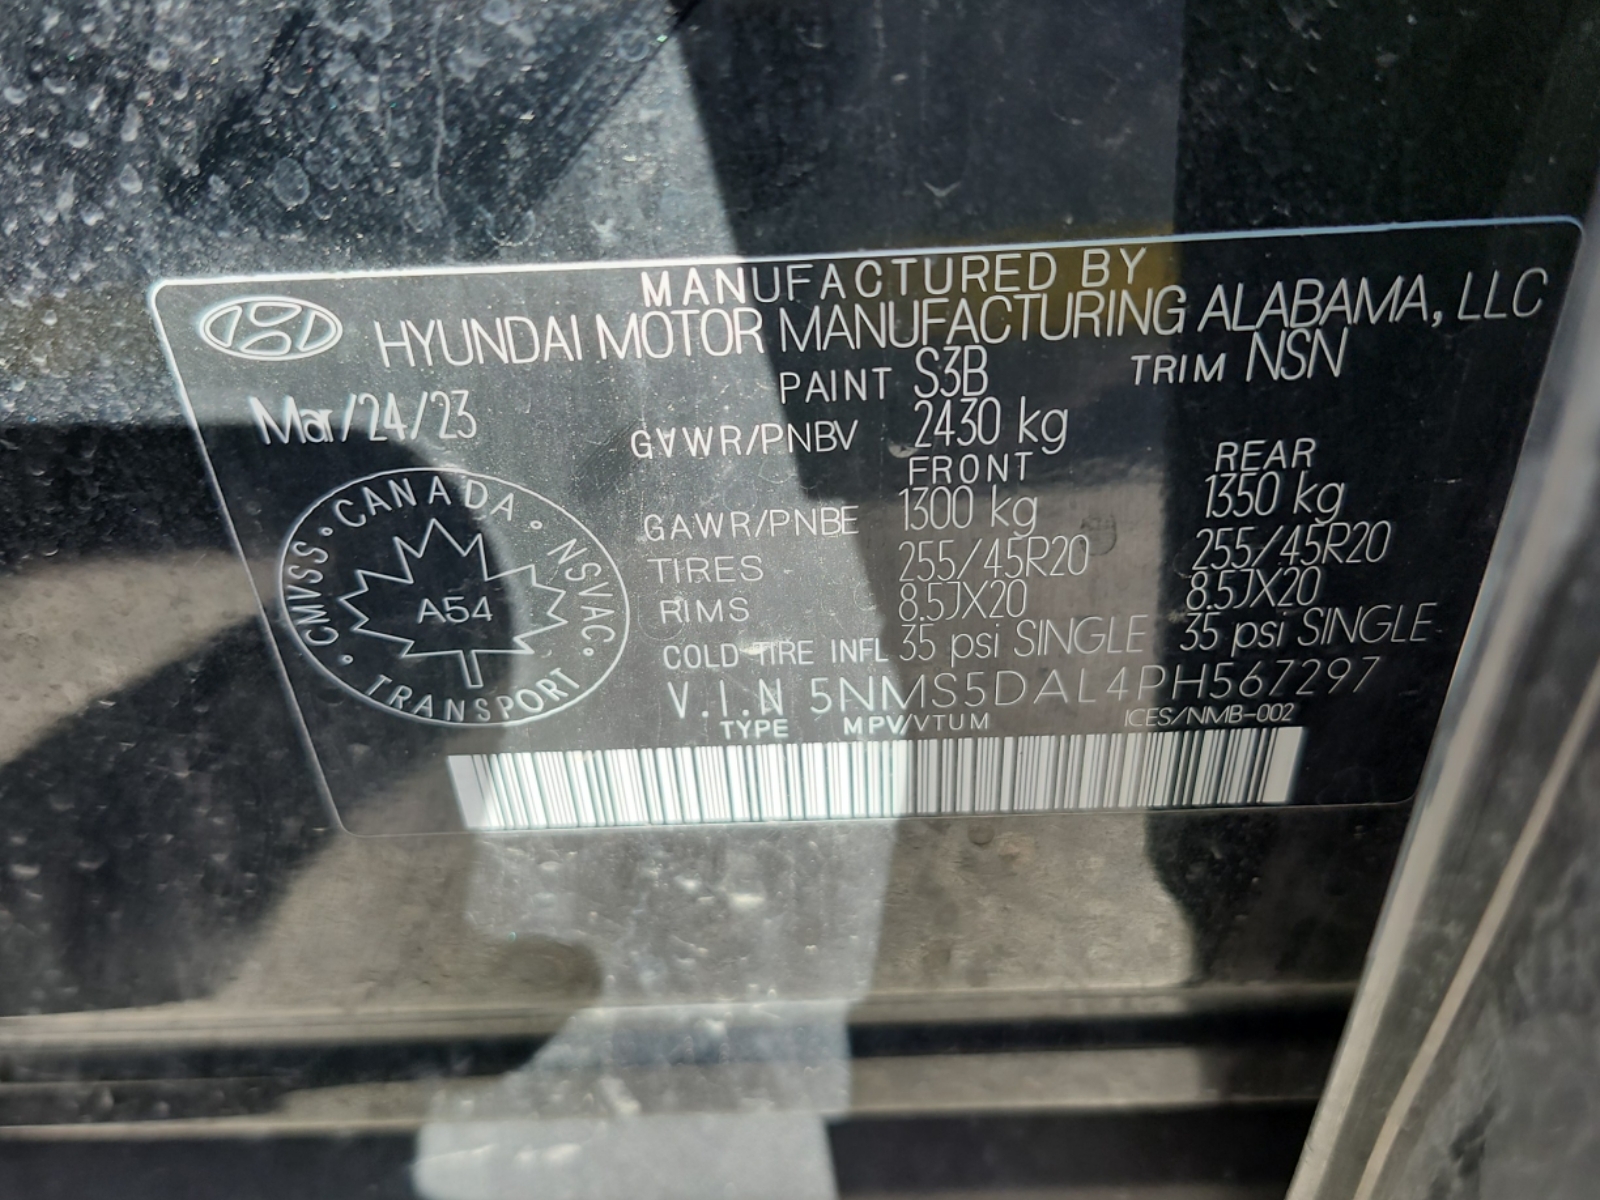 MANUFACTURED BY
HYUNDAI MOTOR MANUFACTURING ALABAMA, LLC
PAINT S3B TRIM NSN
Mar/24/23
GVWR/PNBV 2430 kg
FRONT REAR
GAWR/PNBE 1300 kg 1350 kg
TIRES 255/45R20 255/45R20
RIMS 8.5JX20 8.5JX20
COLD TIRE INFL 35 psi SINGLE 35 psi SINGLE
V.I.N 5NMS5DAL4PH567297
TYPE MPV/VTUM ICES/NMB-002
CMVSS • CANADA • NSVAC •
A54
TRANSPORT